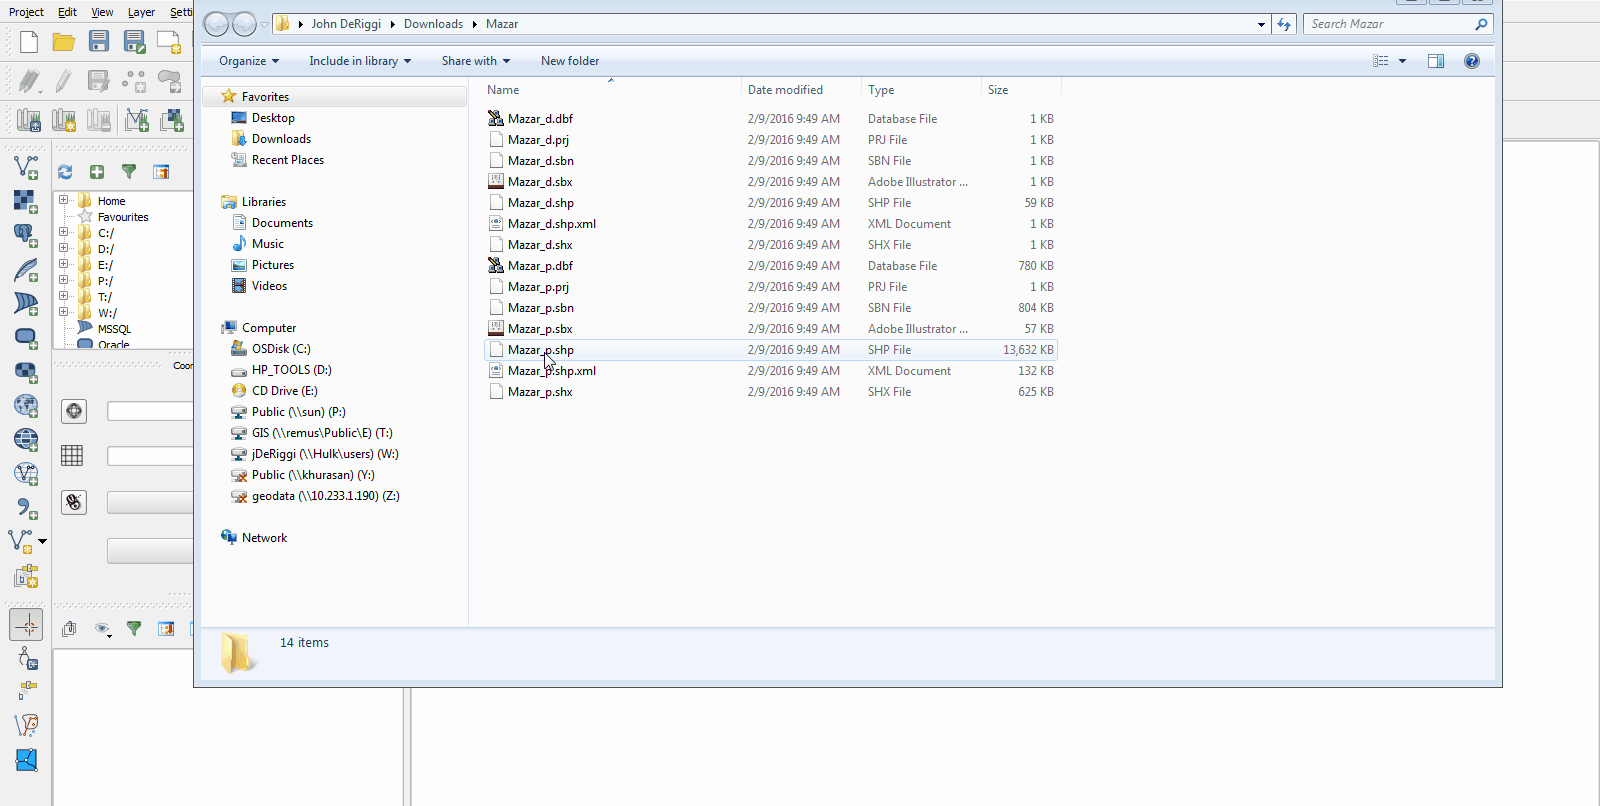 Project Edit View Layer Setti
John DeRiggi Downloads Mazar
Search Mazar
Organize Include in library Share with New folder
Name Date modified Type Size
Favorites
Desktop
Downloads
Recent Places
Libraries
Documents
Music
Pictures
Videos
Computer
OSDisk (C:)
HP_TOOLS (D:)
CD Drive (E:)
Public (\\sun) (P:)
GIS (\\remus\Public\E) (T:)
jDeRiggi (\\Hulk\users) (W:)
Public (\\khurasan) (Y:)
geodata (\\10.233.1.190) (Z:)
Network
Mazar_d.dbf 2/9/2016 9:49 AM Database File 1 KB
Mazar_d.prj 2/9/2016 9:49 AM PRJ File 1 KB
Mazar_d.sbn 2/9/2016 9:49 AM SBN File 1 KB
Mazar_d.sbx 2/9/2016 9:49 AM Adobe Illustrator ... 1 KB
Mazar_d.shp 2/9/2016 9:49 AM SHP File 59 KB
Mazar_d.shp.xml 2/9/2016 9:49 AM XML Document 1 KB
Mazar_d.shx 2/9/2016 9:49 AM SHX File 1 KB
Mazar_p.dbf 2/9/2016 9:49 AM Database File 780 KB
Mazar_p.prj 2/9/2016 9:49 AM PRJ File 1 KB
Mazar_p.sbn 2/9/2016 9:49 AM SBN File 804 KB
Mazar_p.sbx 2/9/2016 9:49 AM Adobe Illustrator ... 57 KB
Mazar_p.shp 2/9/2016 9:49 AM SHP File 13,632 KB
Mazar_p.shp.xml 2/9/2016 9:49 AM XML Document 132 KB
Mazar_p.shx 2/9/2016 9:49 AM SHX File 625 KB
14 items
Home
Favourites
C:/
D:/
E:/
P:/
T:/
W:/
MSSQL
Oracle
Coor